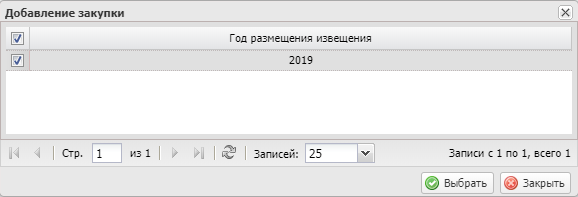 Добавление закупки
Год размещения извещения
2019
Стр. 1 из 1 Записей: 25 Записи с 1 по 1, всего 1
Выбрать Закрыть